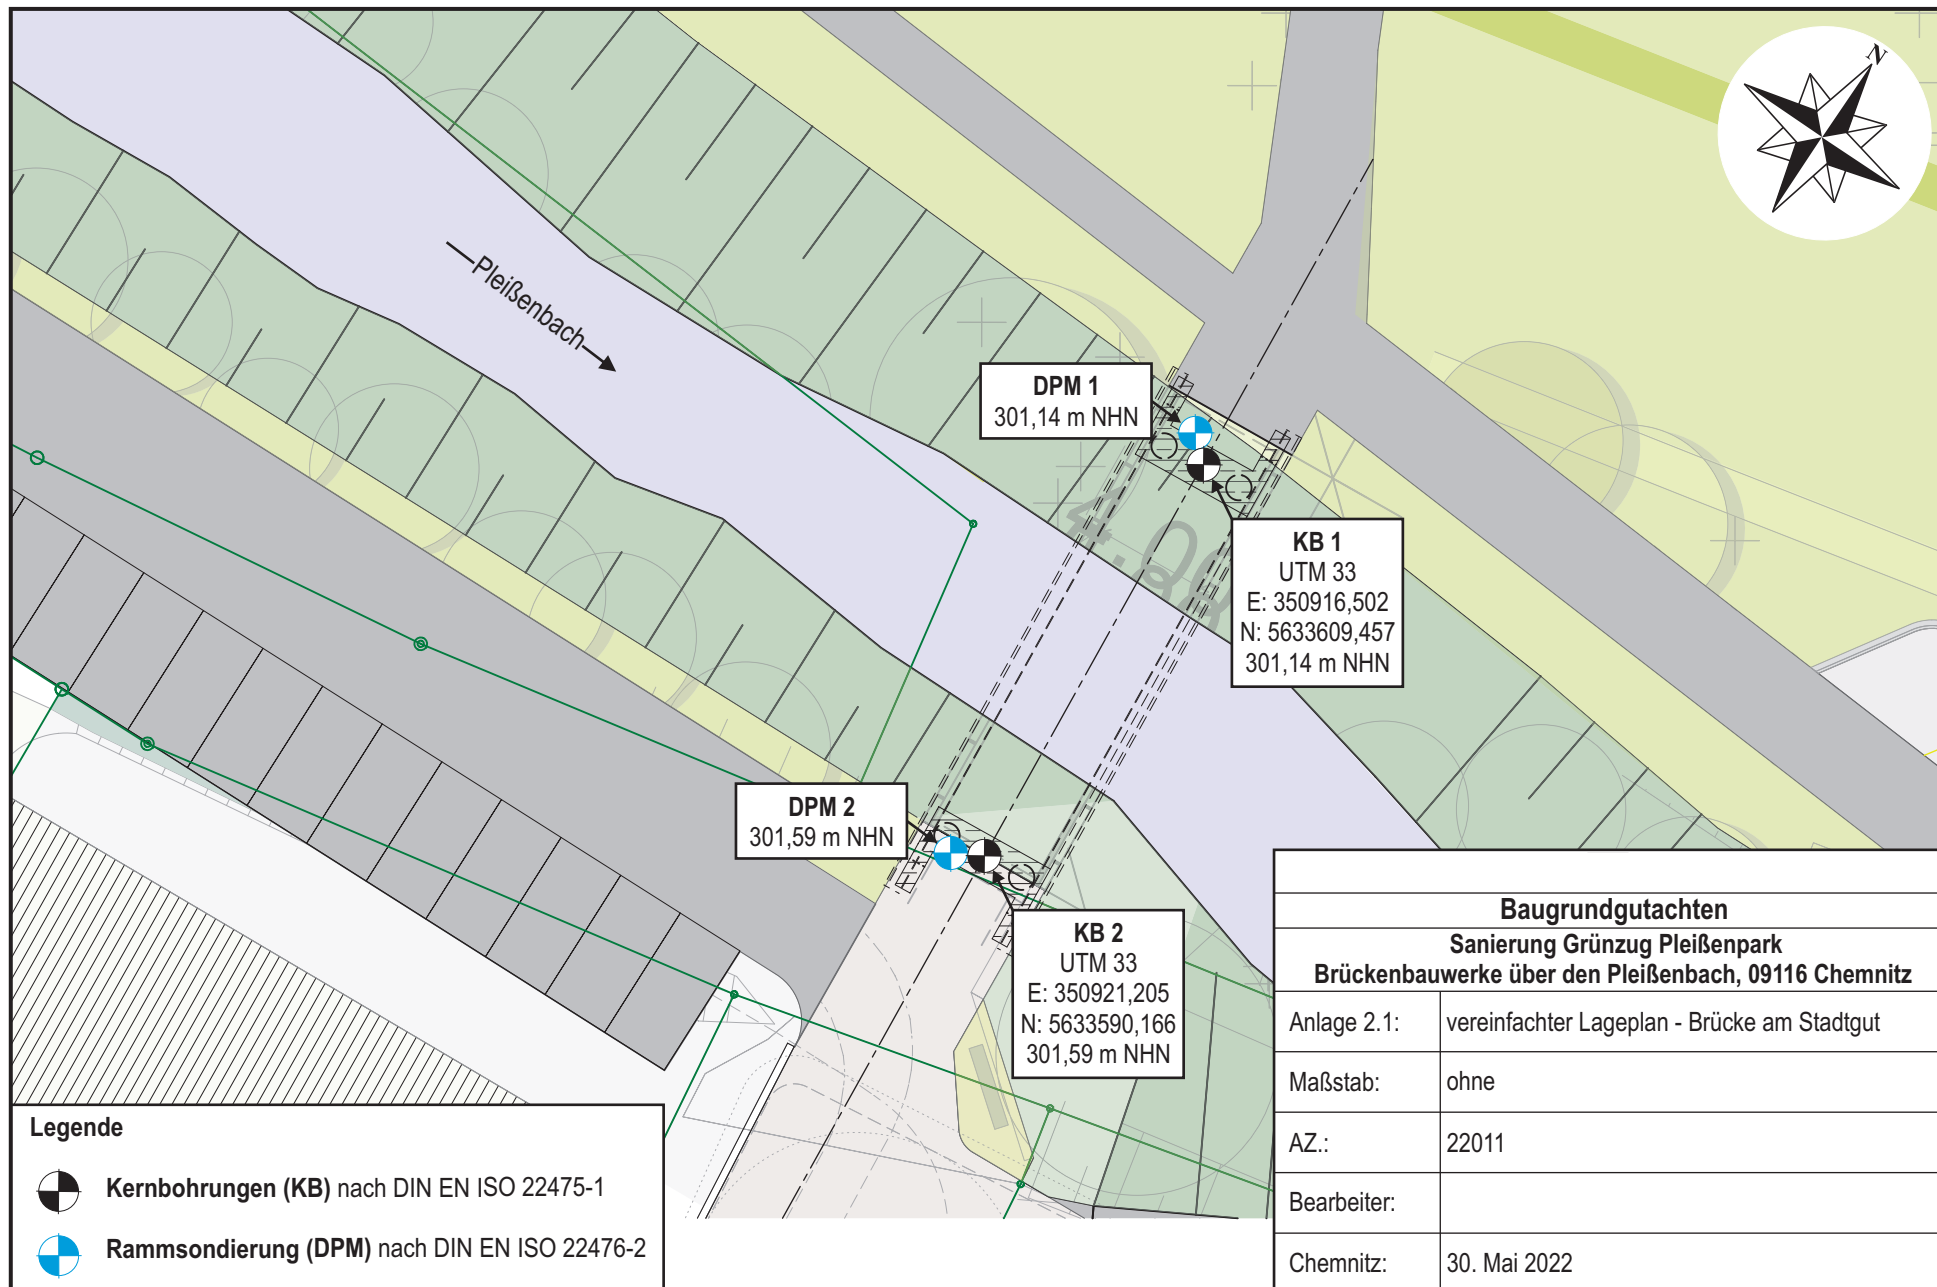 N
Pleißenbach
DPM 1
301,14 m NHN
4.00
KB 1
UTM 33
E: 350916,502
N: 5633609,457
301,14 m NHN
DPM 2
301,59 m NHN
KB 2
UTM 33
E: 350921,205
N: 5633590,166
301,59 m NHN
Baugrundgutachten
Sanierung Grünzug Pleißenpark
Brückenbauwerke über den Pleißenbach, 09116 Chemnitz
Anlage 2.1: vereinfachter Lageplan - Brücke am Stadtgut
Maßstab: ohne
AZ.: 22011
Bearbeiter:
Chemnitz: 30. Mai 2022
Legende
Kernbohrungen (KB) nach DIN EN ISO 22475-1
Rammsondierung (DPM) nach DIN EN ISO 22476-2